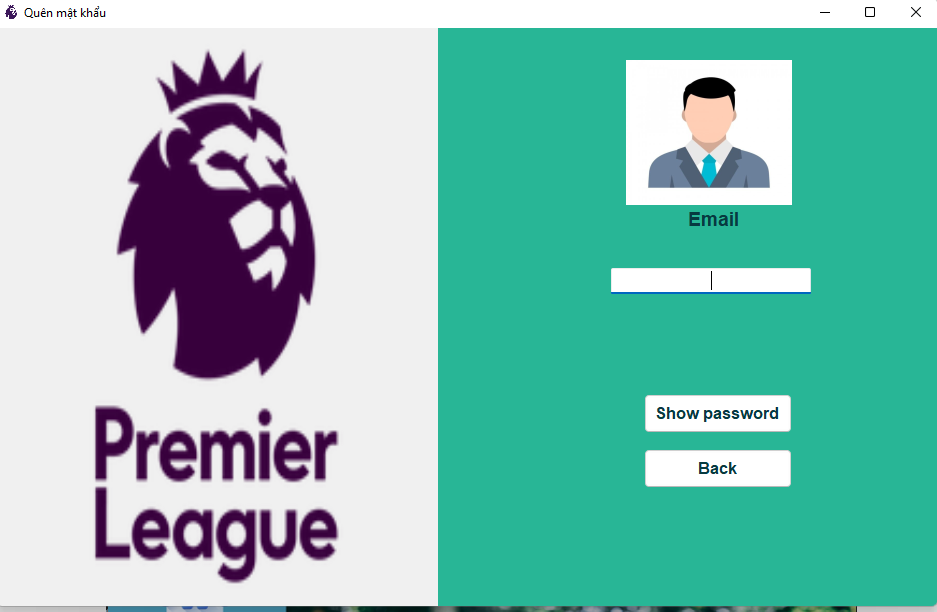 Quên mật khẩu
Premier
League
Email
Show password
Back